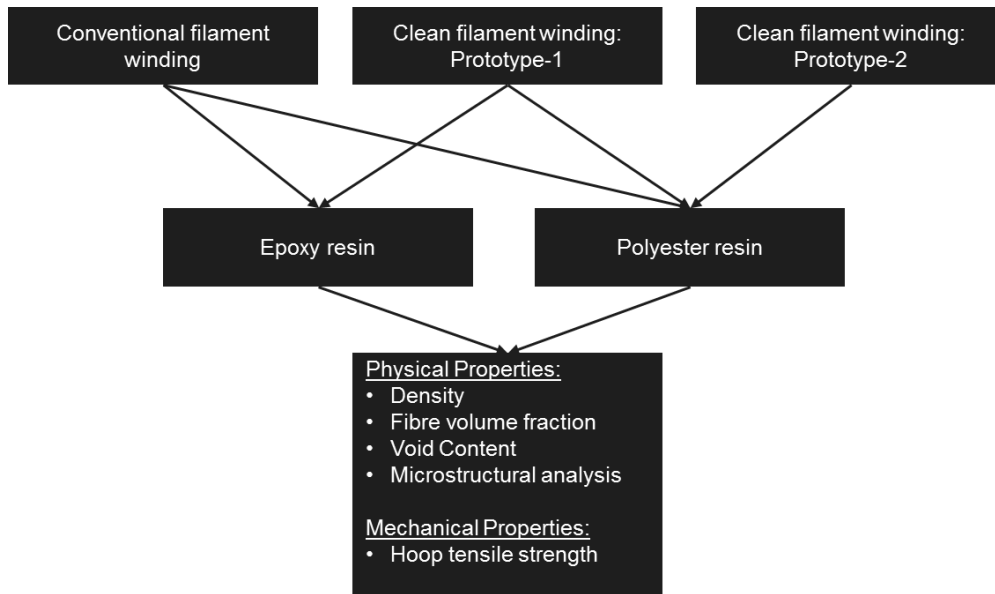 Conventional filament
winding
Clean filament winding:
Prototype-1
Clean filament winding:
Prototype-2
Epoxy resin
Polyester resin
Physical Properties:
• Density
• Fibre volume fraction
• Void Content
• Microstructural analysis
Mechanical Properties:
• Hoop tensile strength